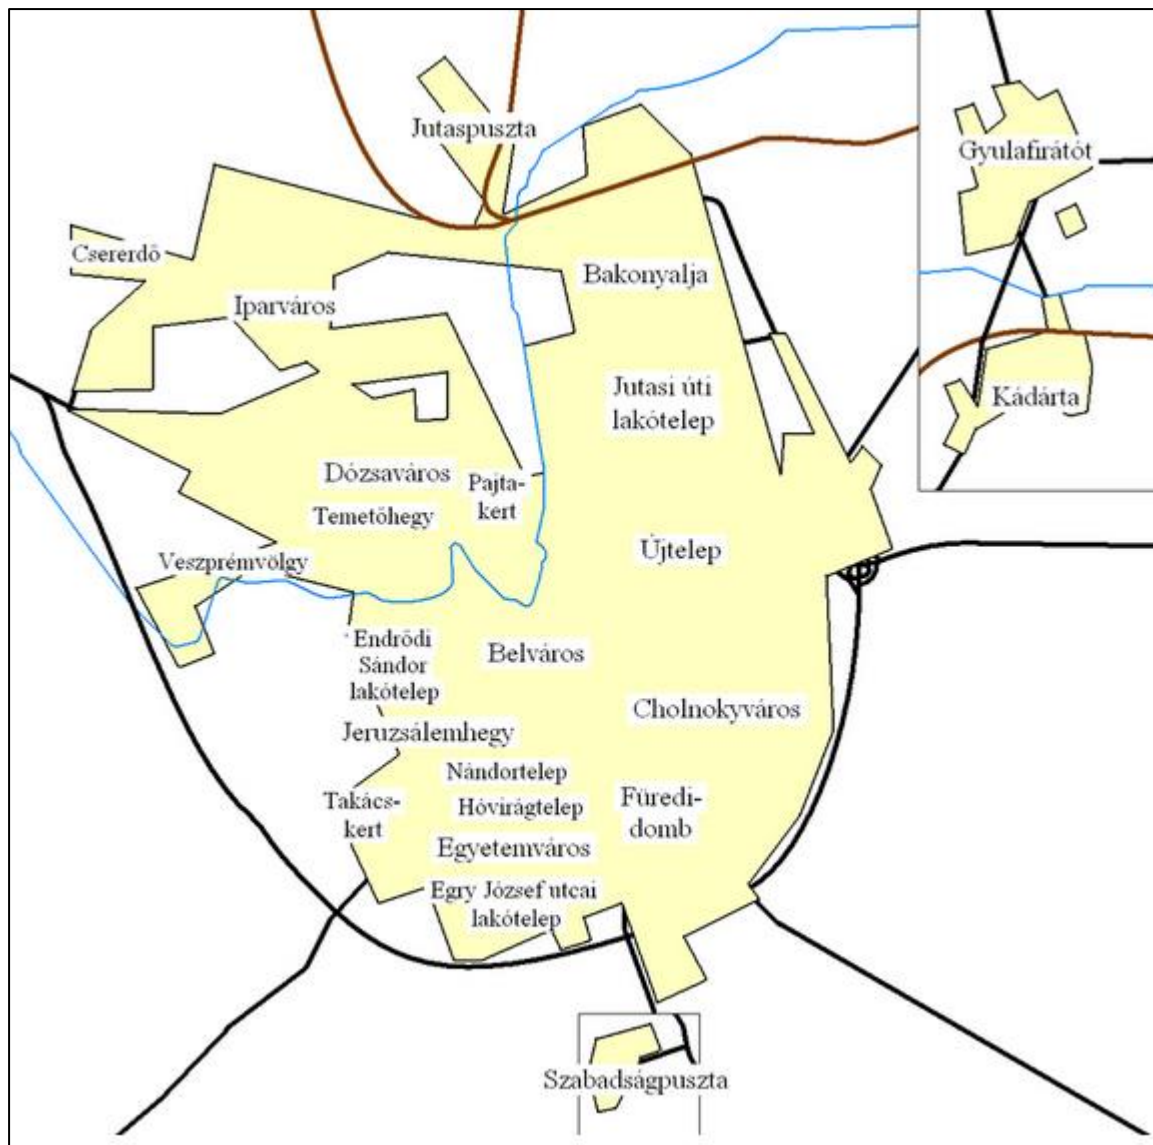 Jutaspuszta
Gyulafirátót
Csererdő
Bakonyalja
Iparváros
Jutasi úti
lakótelep
Kádárta
Dózsaváros
Pajta-
kert
Temetőhegy
Újtelep
Veszprémvölgy
Endrődi
Sándor
lakótelep
Belváros
Cholnokyváros
Jeruzsálemhegy
Nándortelep
Takács-
kert
Hóvirágtelep
Füredi-
domb
Egyetemváros
Egry József utcai
lakótelep
Szabadságpuszta